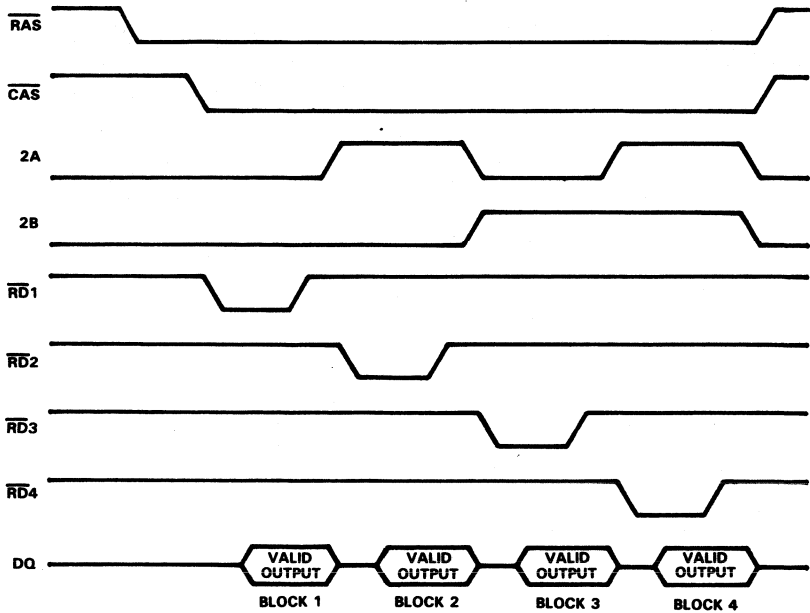 RAS
CAS
2A
2B
RD1
RD2
RD3
RD4
DQ
VALID OUTPUT
VALID OUTPUT
VALID OUTPUT
VALID OUTPUT
BLOCK 1
BLOCK 2
BLOCK 3
BLOCK 4